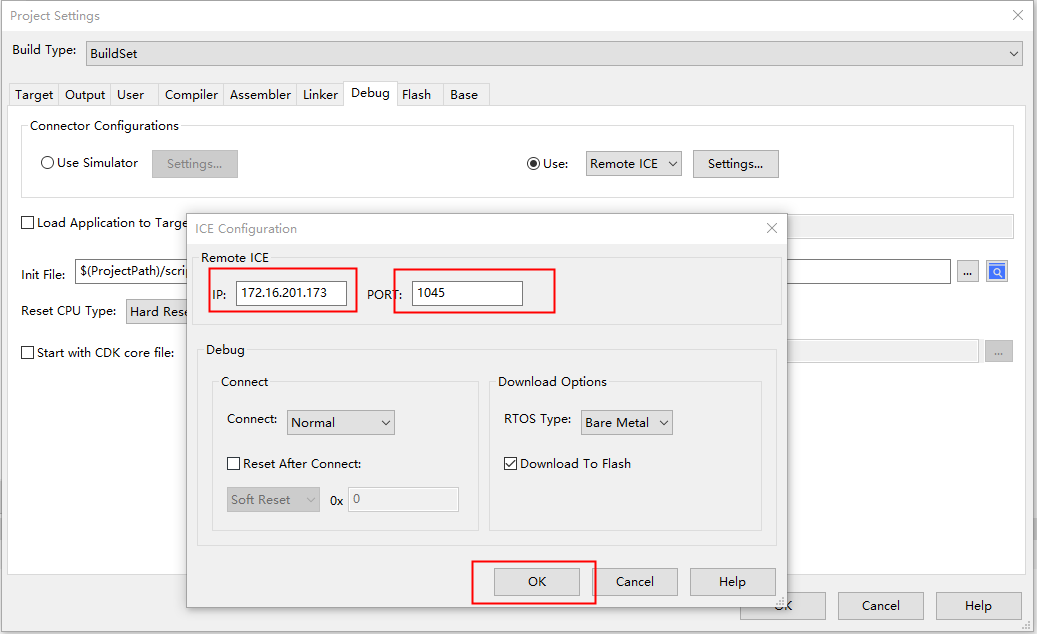 Project Settings
Build Type: BuildSet
Target Output User Compiler Assembler Linker Debug Flash Base
Connector Configurations
Use Simulator Settings... Use: Remote ICE Settings...
Load Application to Targe
ICE Configuration
Remote ICE
Init File: $(ProjectPath)/scrip ...
IP: 172.16.201.173 PORT: 1045
Reset CPU Type: Hard Rese
Start with CDK core file: ...
Debug
Connect Download Options
Connect: Normal RTOS Type: Bare Metal
Reset After Connect: Download To Flash
Soft Reset 0x 0
OK Cancel Help
OK Cancel Help